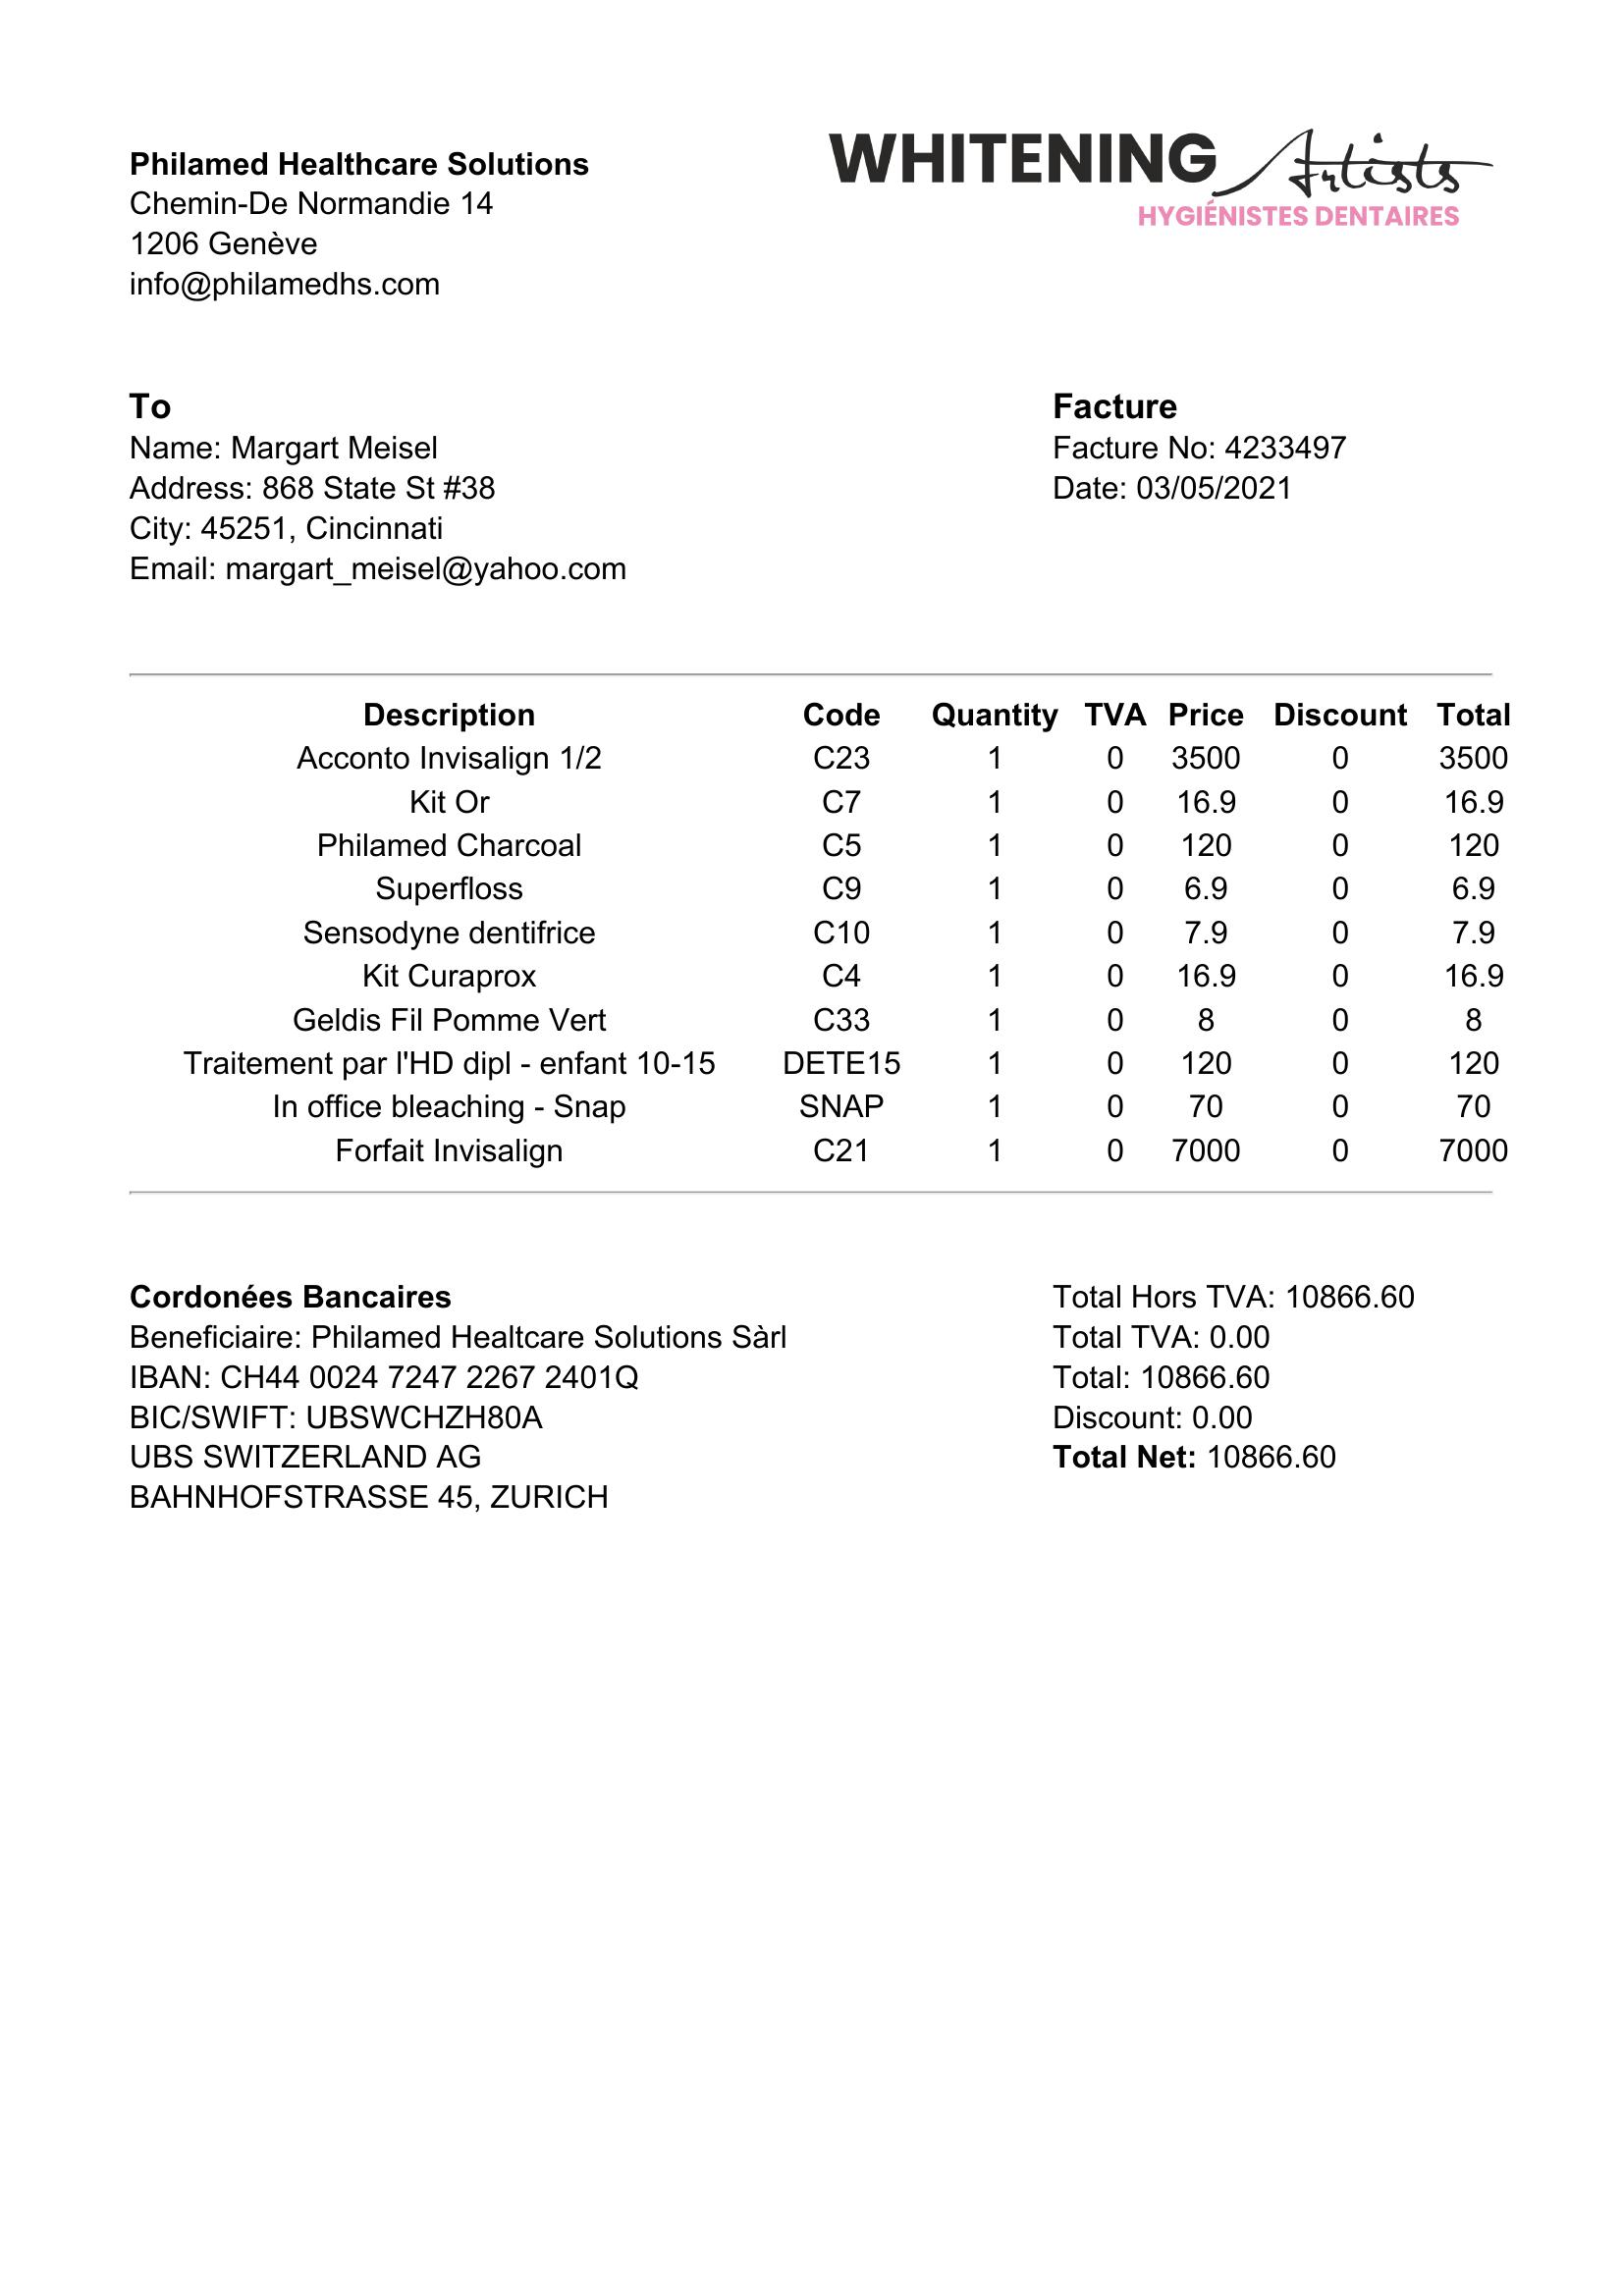 Philamed Healthcare Solutions
Chemin-De Normandie 14
1206 Genève
info@philamedhs.com
WHITENING Artists
HYGIÉNISTES DENTAIRES
To
Name: Margart Meisel
Address: 868 State St #38
City: 45251, Cincinnati
Email: margart_meisel@yahoo.com
Facture
Facture No: 4233497
Date: 03/05/2021
Description Code Quantity TVA Price Discount Total
Acconto Invisalign 1/2 C23 1 0 3500 0 3500
Kit Or C7 1 0 16.9 0 16.9
Philamed Charcoal C5 1 0 120 0 120
Superfloss C9 1 0 6.9 0 6.9
Sensodyne dentifrice C10 1 0 7.9 0 7.9
Kit Curaprox C4 1 0 16.9 0 16.9
Geldis Fil Pomme Vert C33 1 0 8 0 8
Traitement par l'HD dipl - enfant 10-15 DETE15 1 0 120 0 120
In office bleaching - Snap SNAP 1 0 70 0 70
Forfait Invisalign C21 1 0 7000 0 7000
Cordonées Bancaires
Beneficiaire: Philamed Healtcare Solutions Sàrl
IBAN: CH44 0024 7247 2267 2401Q
BIC/SWIFT: UBSWCHZH80A
UBS SWITZERLAND AG
BAHNHOFSTRASSE 45, ZURICH
Total Hors TVA: 10866.60
Total TVA: 0.00
Total: 10866.60
Discount: 0.00
Total Net: 10866.60